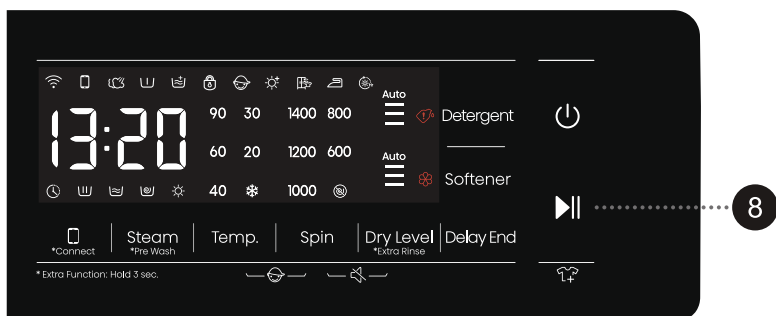 Auto
13:20
90 30 1400 800
Detergent
60 20 1200 600
Auto
Softener
40 1000
8
Steam Temp. Spin Dry Level Delay End
*Connect *Pre Wash *Extra Rinse
* Extra Function: Hold 3 sec.